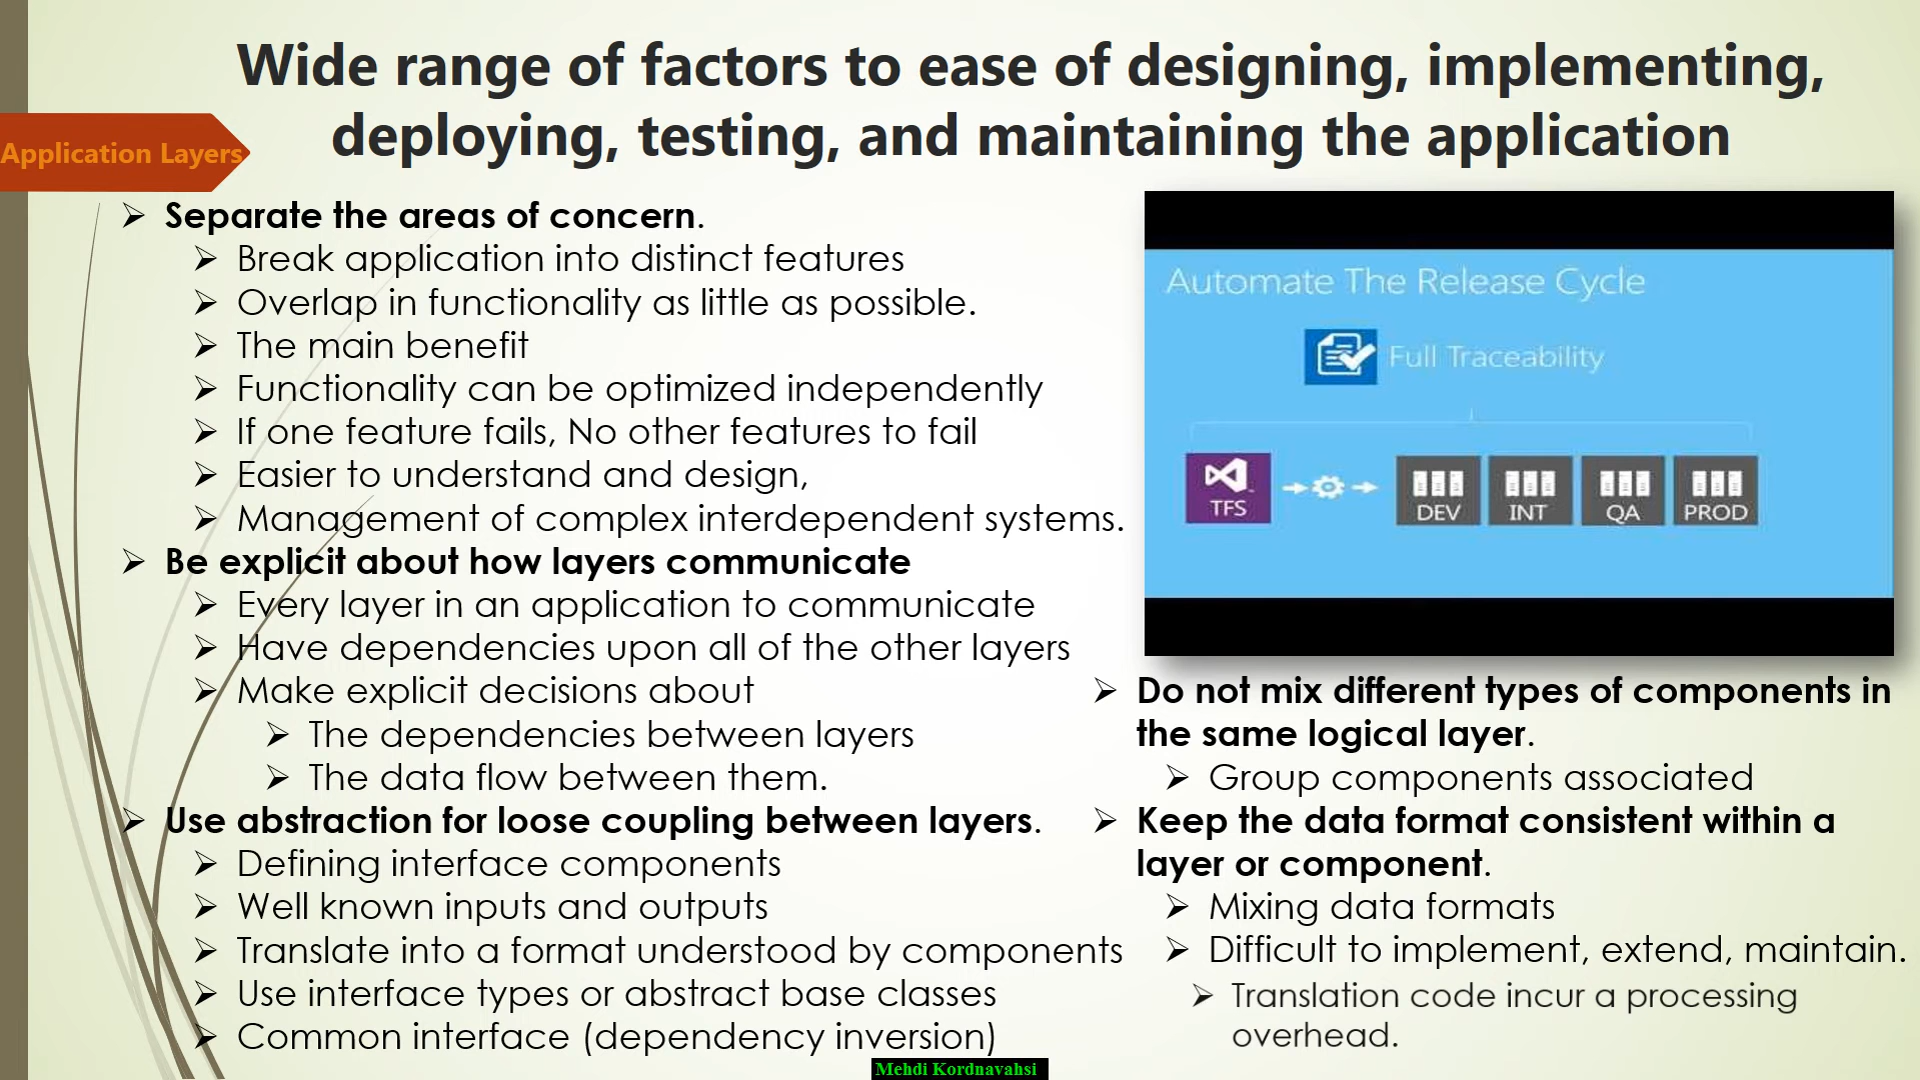 Wide range of factors to ease of designing, implementing,
deploying, testing, and maintaining the application
Application Layers
Separate the areas of concern.
Break application into distinct features
Overlap in functionality as little as possible.
The main benefit
Functionality can be optimized independently
If one feature fails, No other features to fail
Easier to understand and design,
Management of complex interdependent systems.
Be explicit about how layers communicate
Every layer in an application to communicate
Have dependencies upon all of the other layers
Make explicit decisions about
The dependencies between layers
The data flow between them.
Use abstraction for loose coupling between layers.
Defining interface components
Well known inputs and outputs
Translate into a format understood by components
Use interface types or abstract base classes
Common interface (dependency inversion)
Automate The Release Cycle
Full Traceability
TFS
DEV
INT
QA
PROD
Do not mix different types of components in
the same logical layer.
Group components associated
Keep the data format consistent within a
layer or component.
Mixing data formats
Difficult to implement, extend, maintain.
Translation code incur a processing
overhead.
Mehdi Kordnavahsi